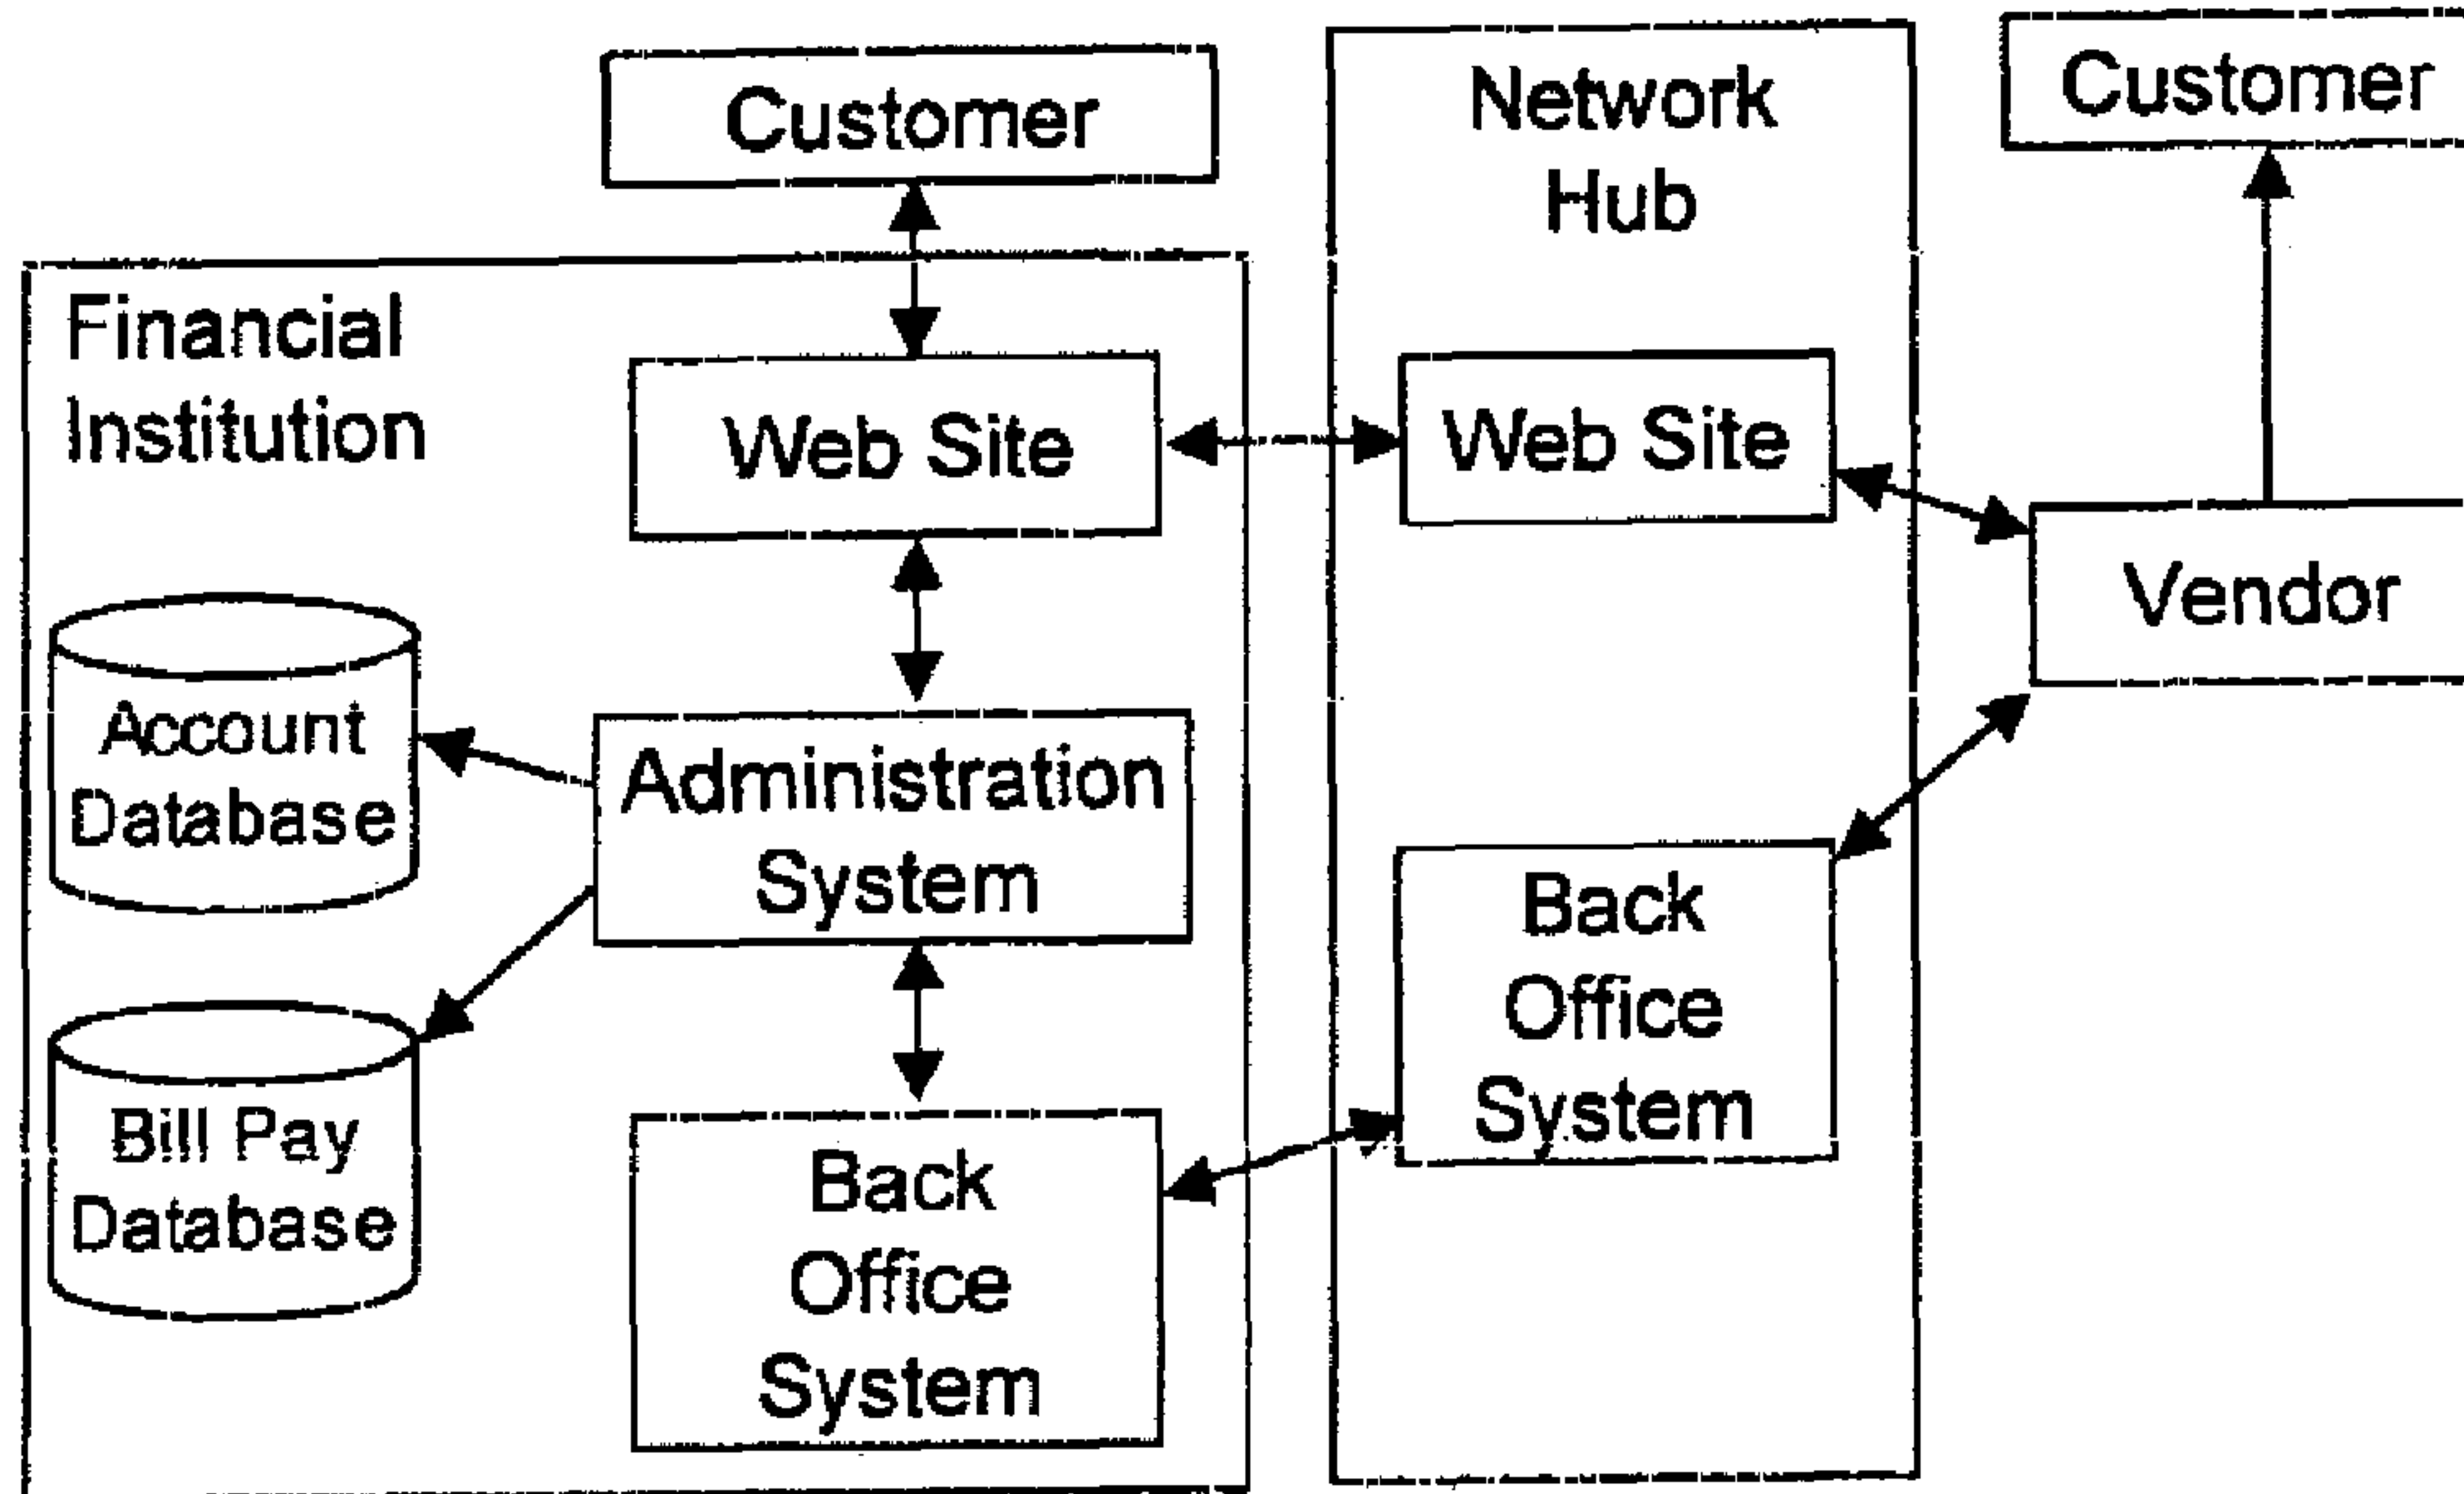 Customer
Network
Hub
Customer
Financial
Institution
Web Site
Web Site
Vendor
Account
Database
Administration
System
Back
Office
System
Bill Pay
Database
Back
Office
System